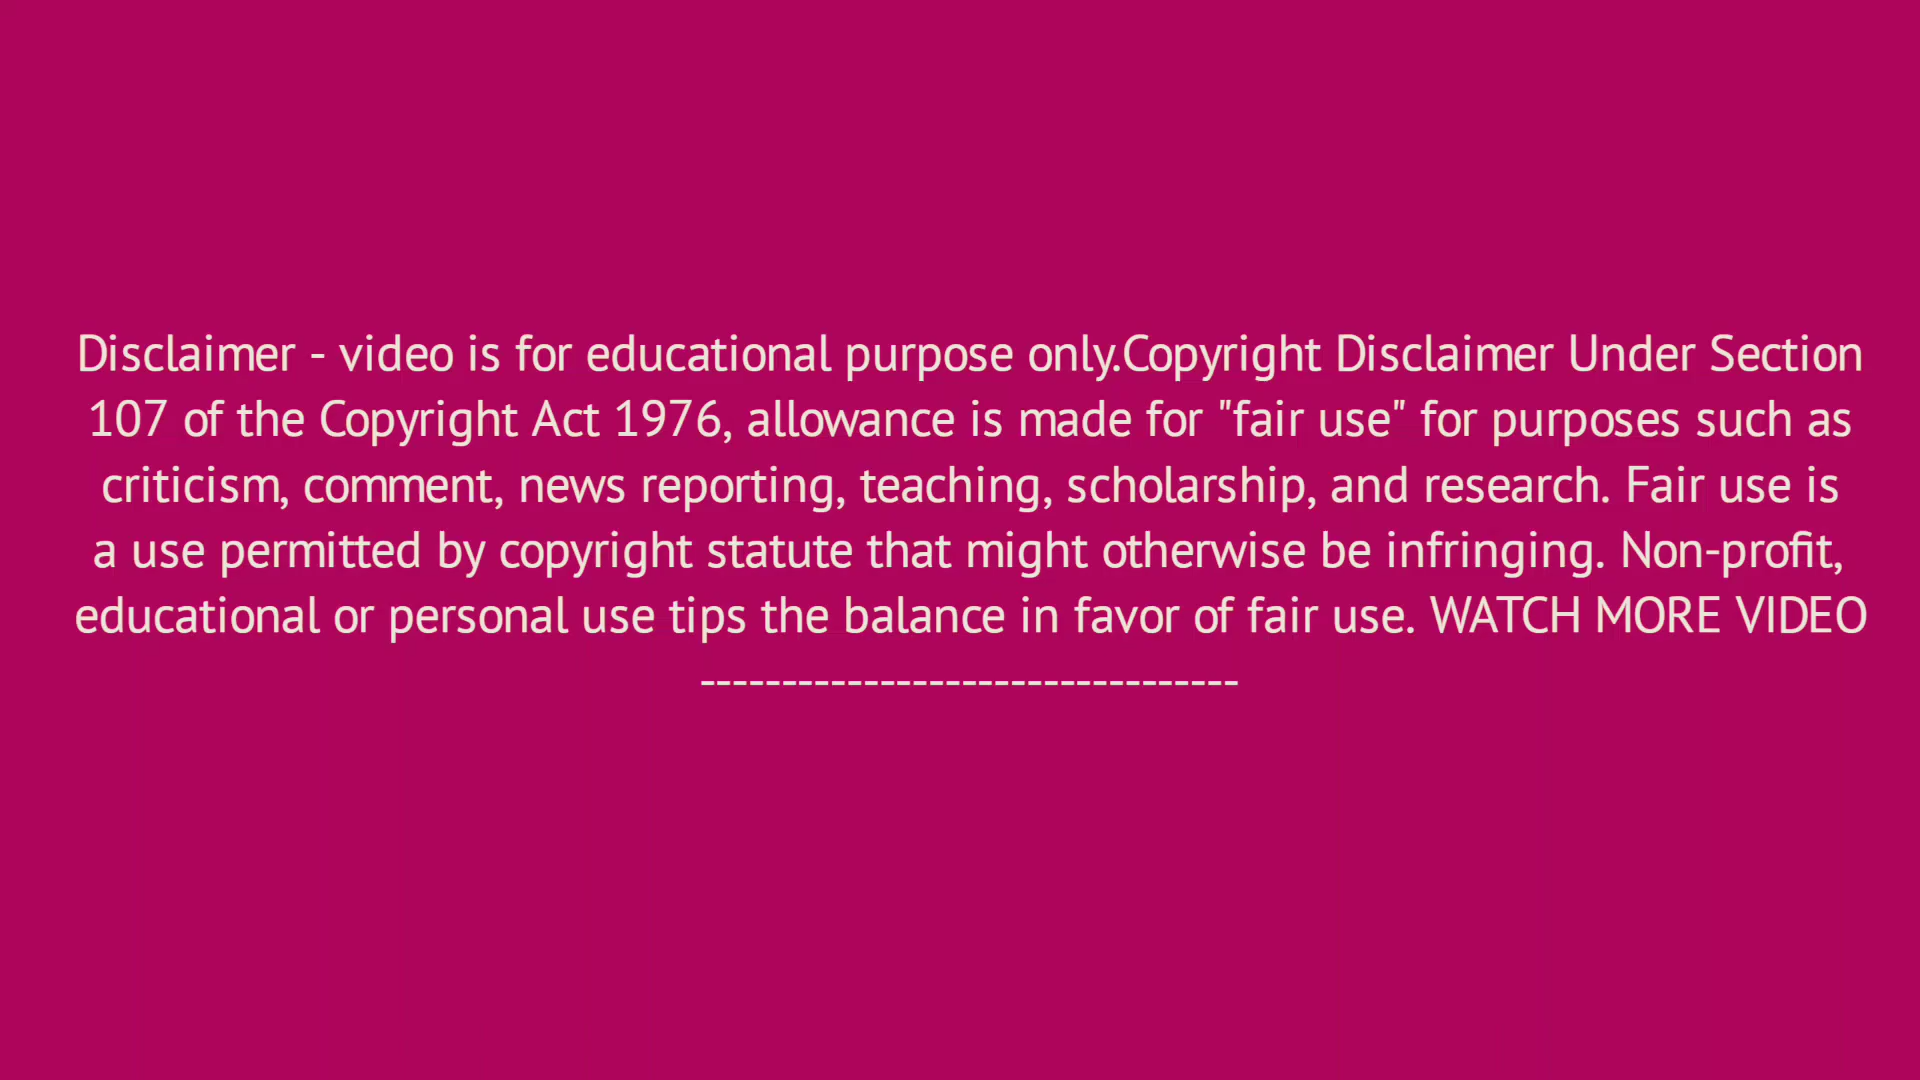 Disclaimer - video is for educational purpose only.Copyright Disclaimer Under Section
107 of the Copyright Act 1976, allowance is made for "fair use" for purposes such as
criticism, comment, news reporting, teaching, scholarship, and research. Fair use is
a use permitted by copyright statute that might otherwise be infringing. Non-profit,
educational or personal use tips the balance in favor of fair use. WATCH MORE VIDEO
---------------------------------